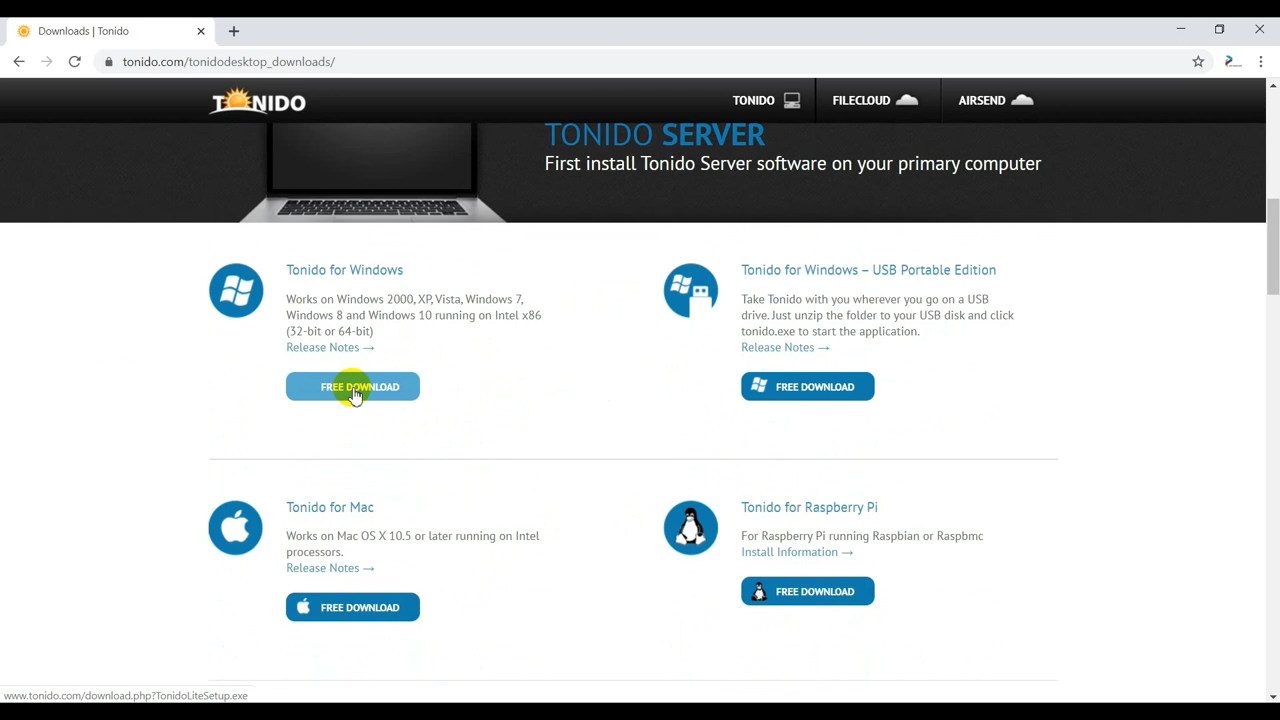 Downloads | Tonido
tonido.com/tonidodesktop_downloads/
TONIDO
TONIDO
FILECLOUD
AIRSEND
TONIDO SERVER
First install Tonido Server software on your primary computer
Tonido for Windows
Works on Windows 2000, XP, Vista, Windows 7,
Windows 8 and Windows 10 running on Intel x86
(32-bit or 64-bit)
Release Notes →
FREE DOWNLOAD
Tonido for Windows – USB Portable Edition
Take Tonido with you wherever you go on a USB
drive. Just unzip the folder to your USB disk and click
tonido.exe to start the application.
Release Notes →
FREE DOWNLOAD
Tonido for Mac
Works on Mac OS X 10.5 or later running on Intel
processors.
Release Notes →
FREE DOWNLOAD
Tonido for Raspberry Pi
For Raspberry Pi running Raspbian or Raspbmc
Install Information →
FREE DOWNLOAD
www.tonido.com/download.php?TonidoLiteSetup.exe